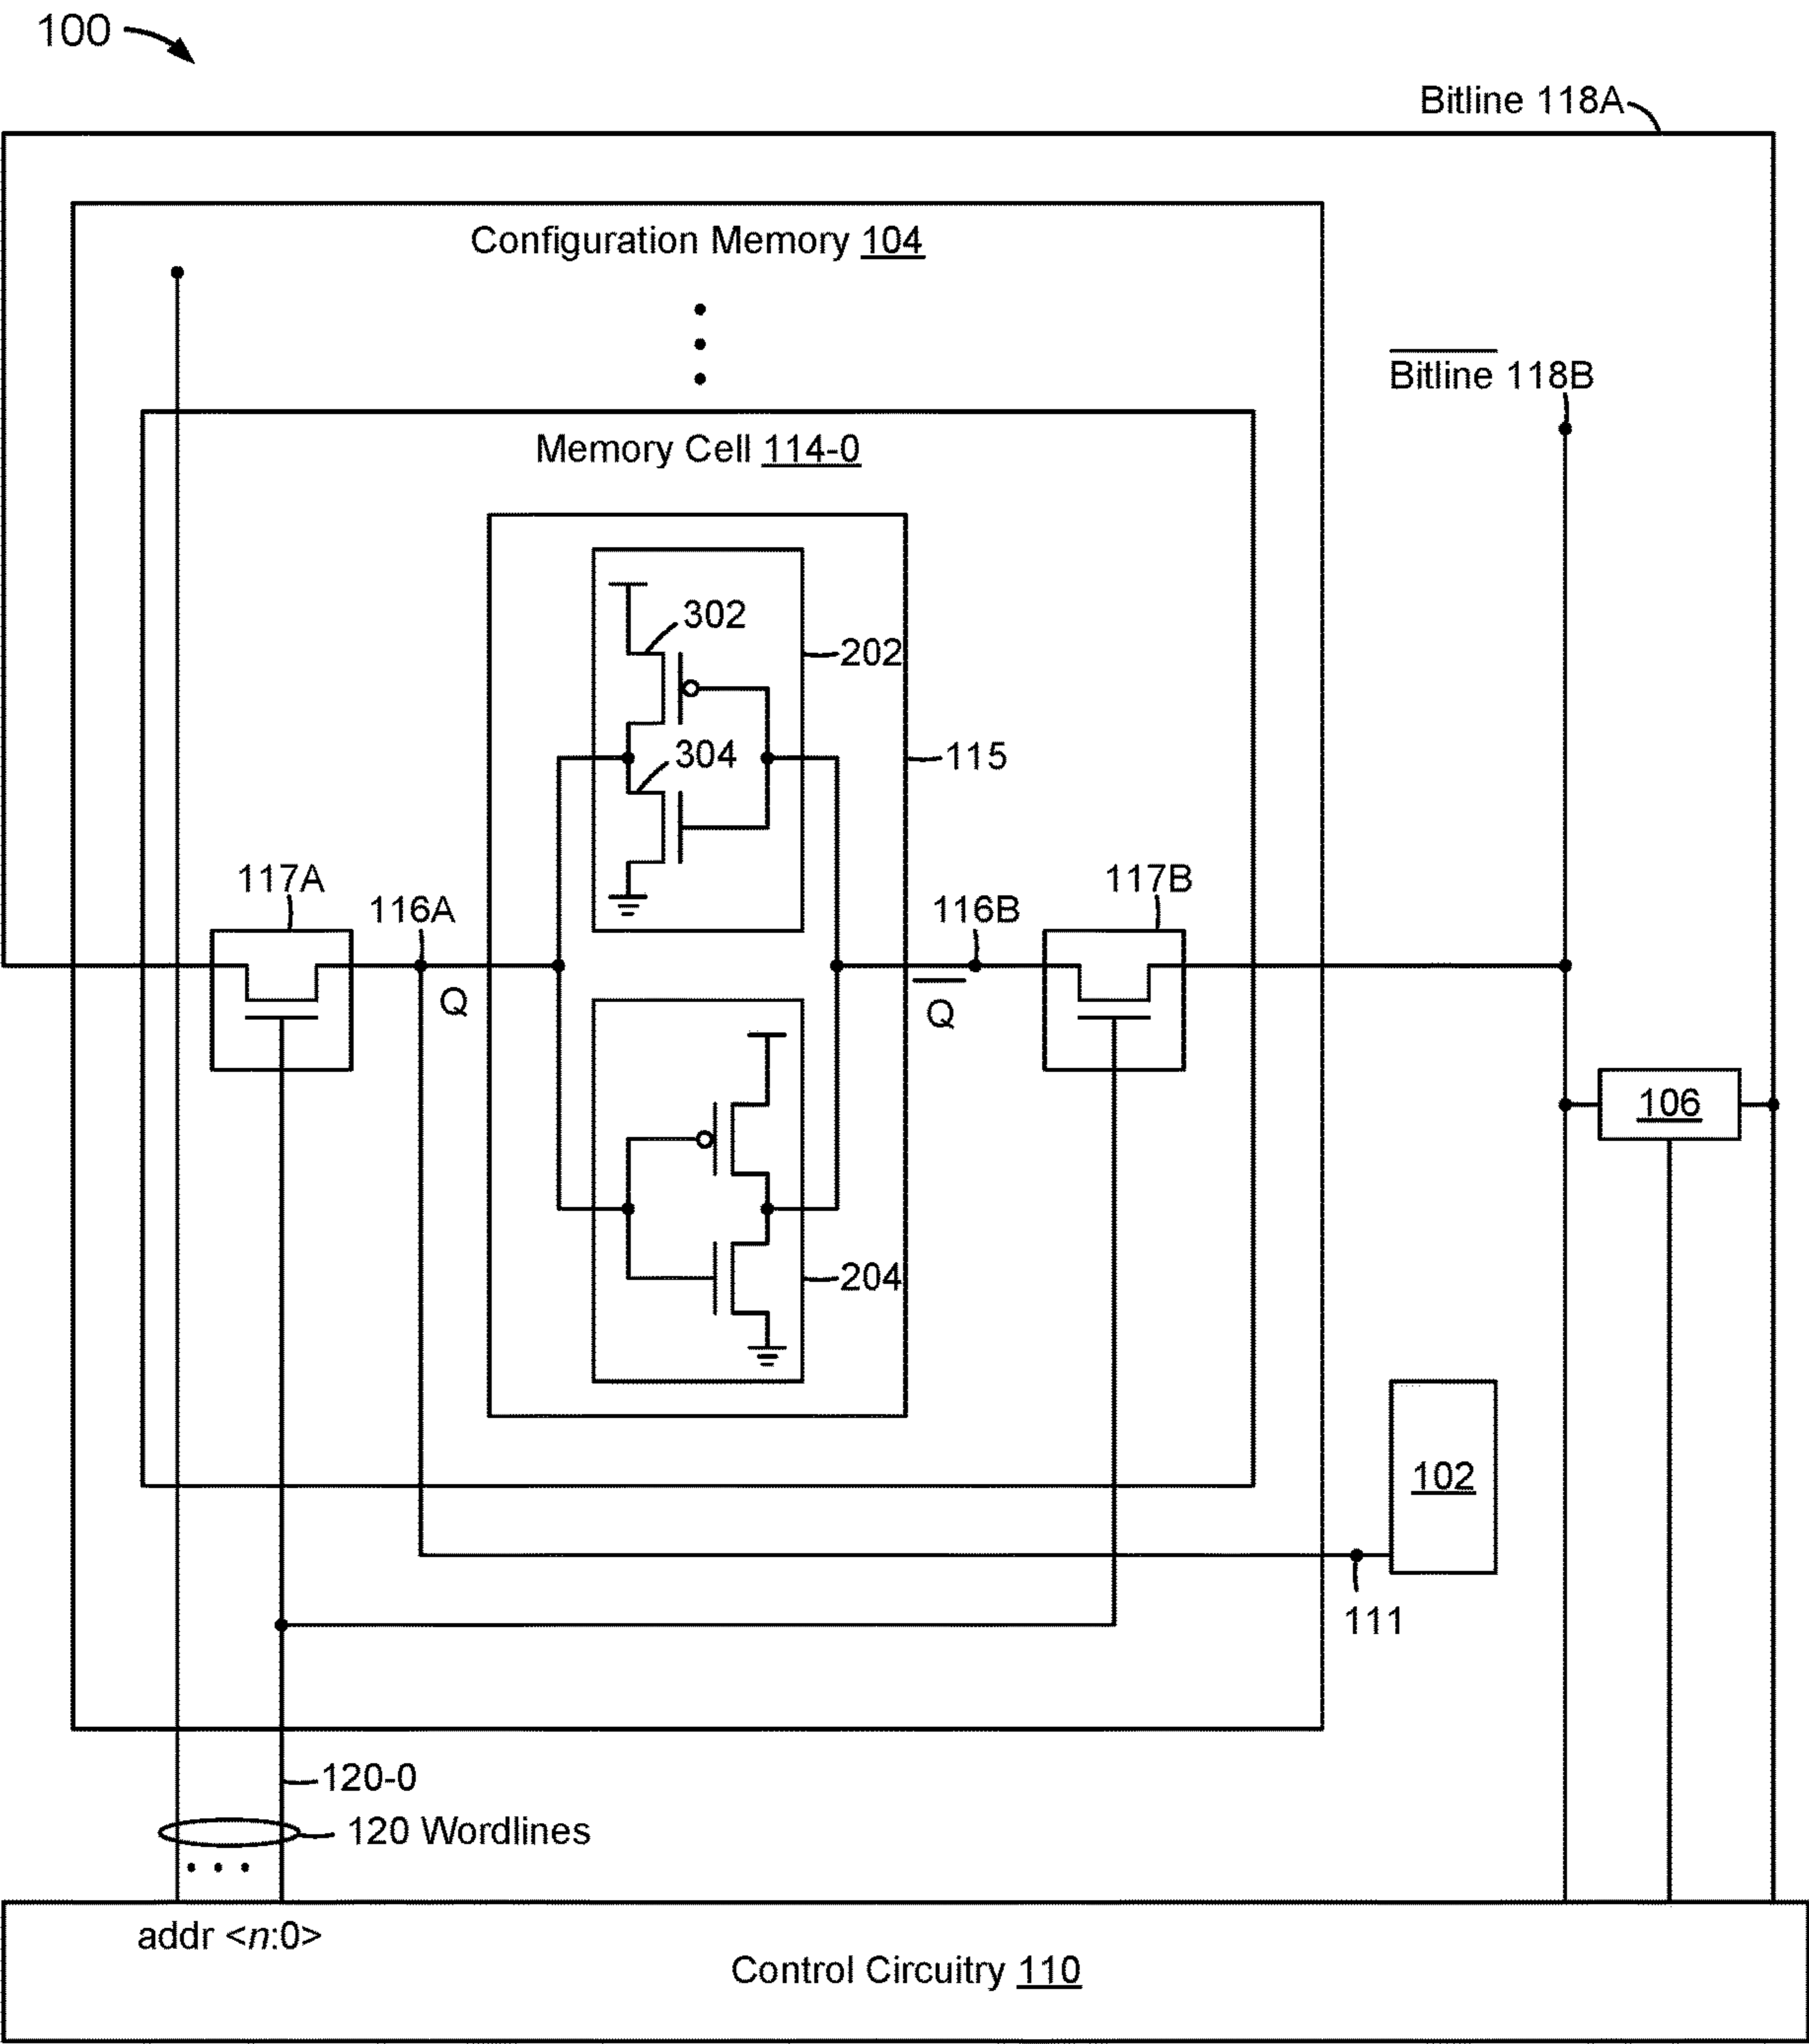 100
Bitline 118A
Configuration Memory 104
Bitline 118B
Memory Cell 114-0
302
202
304
115
117A
116A
116B
117B
Q
Q
106
204
102
111
120-0
120 Wordlines
addr <n:0>
Control Circuitry 110